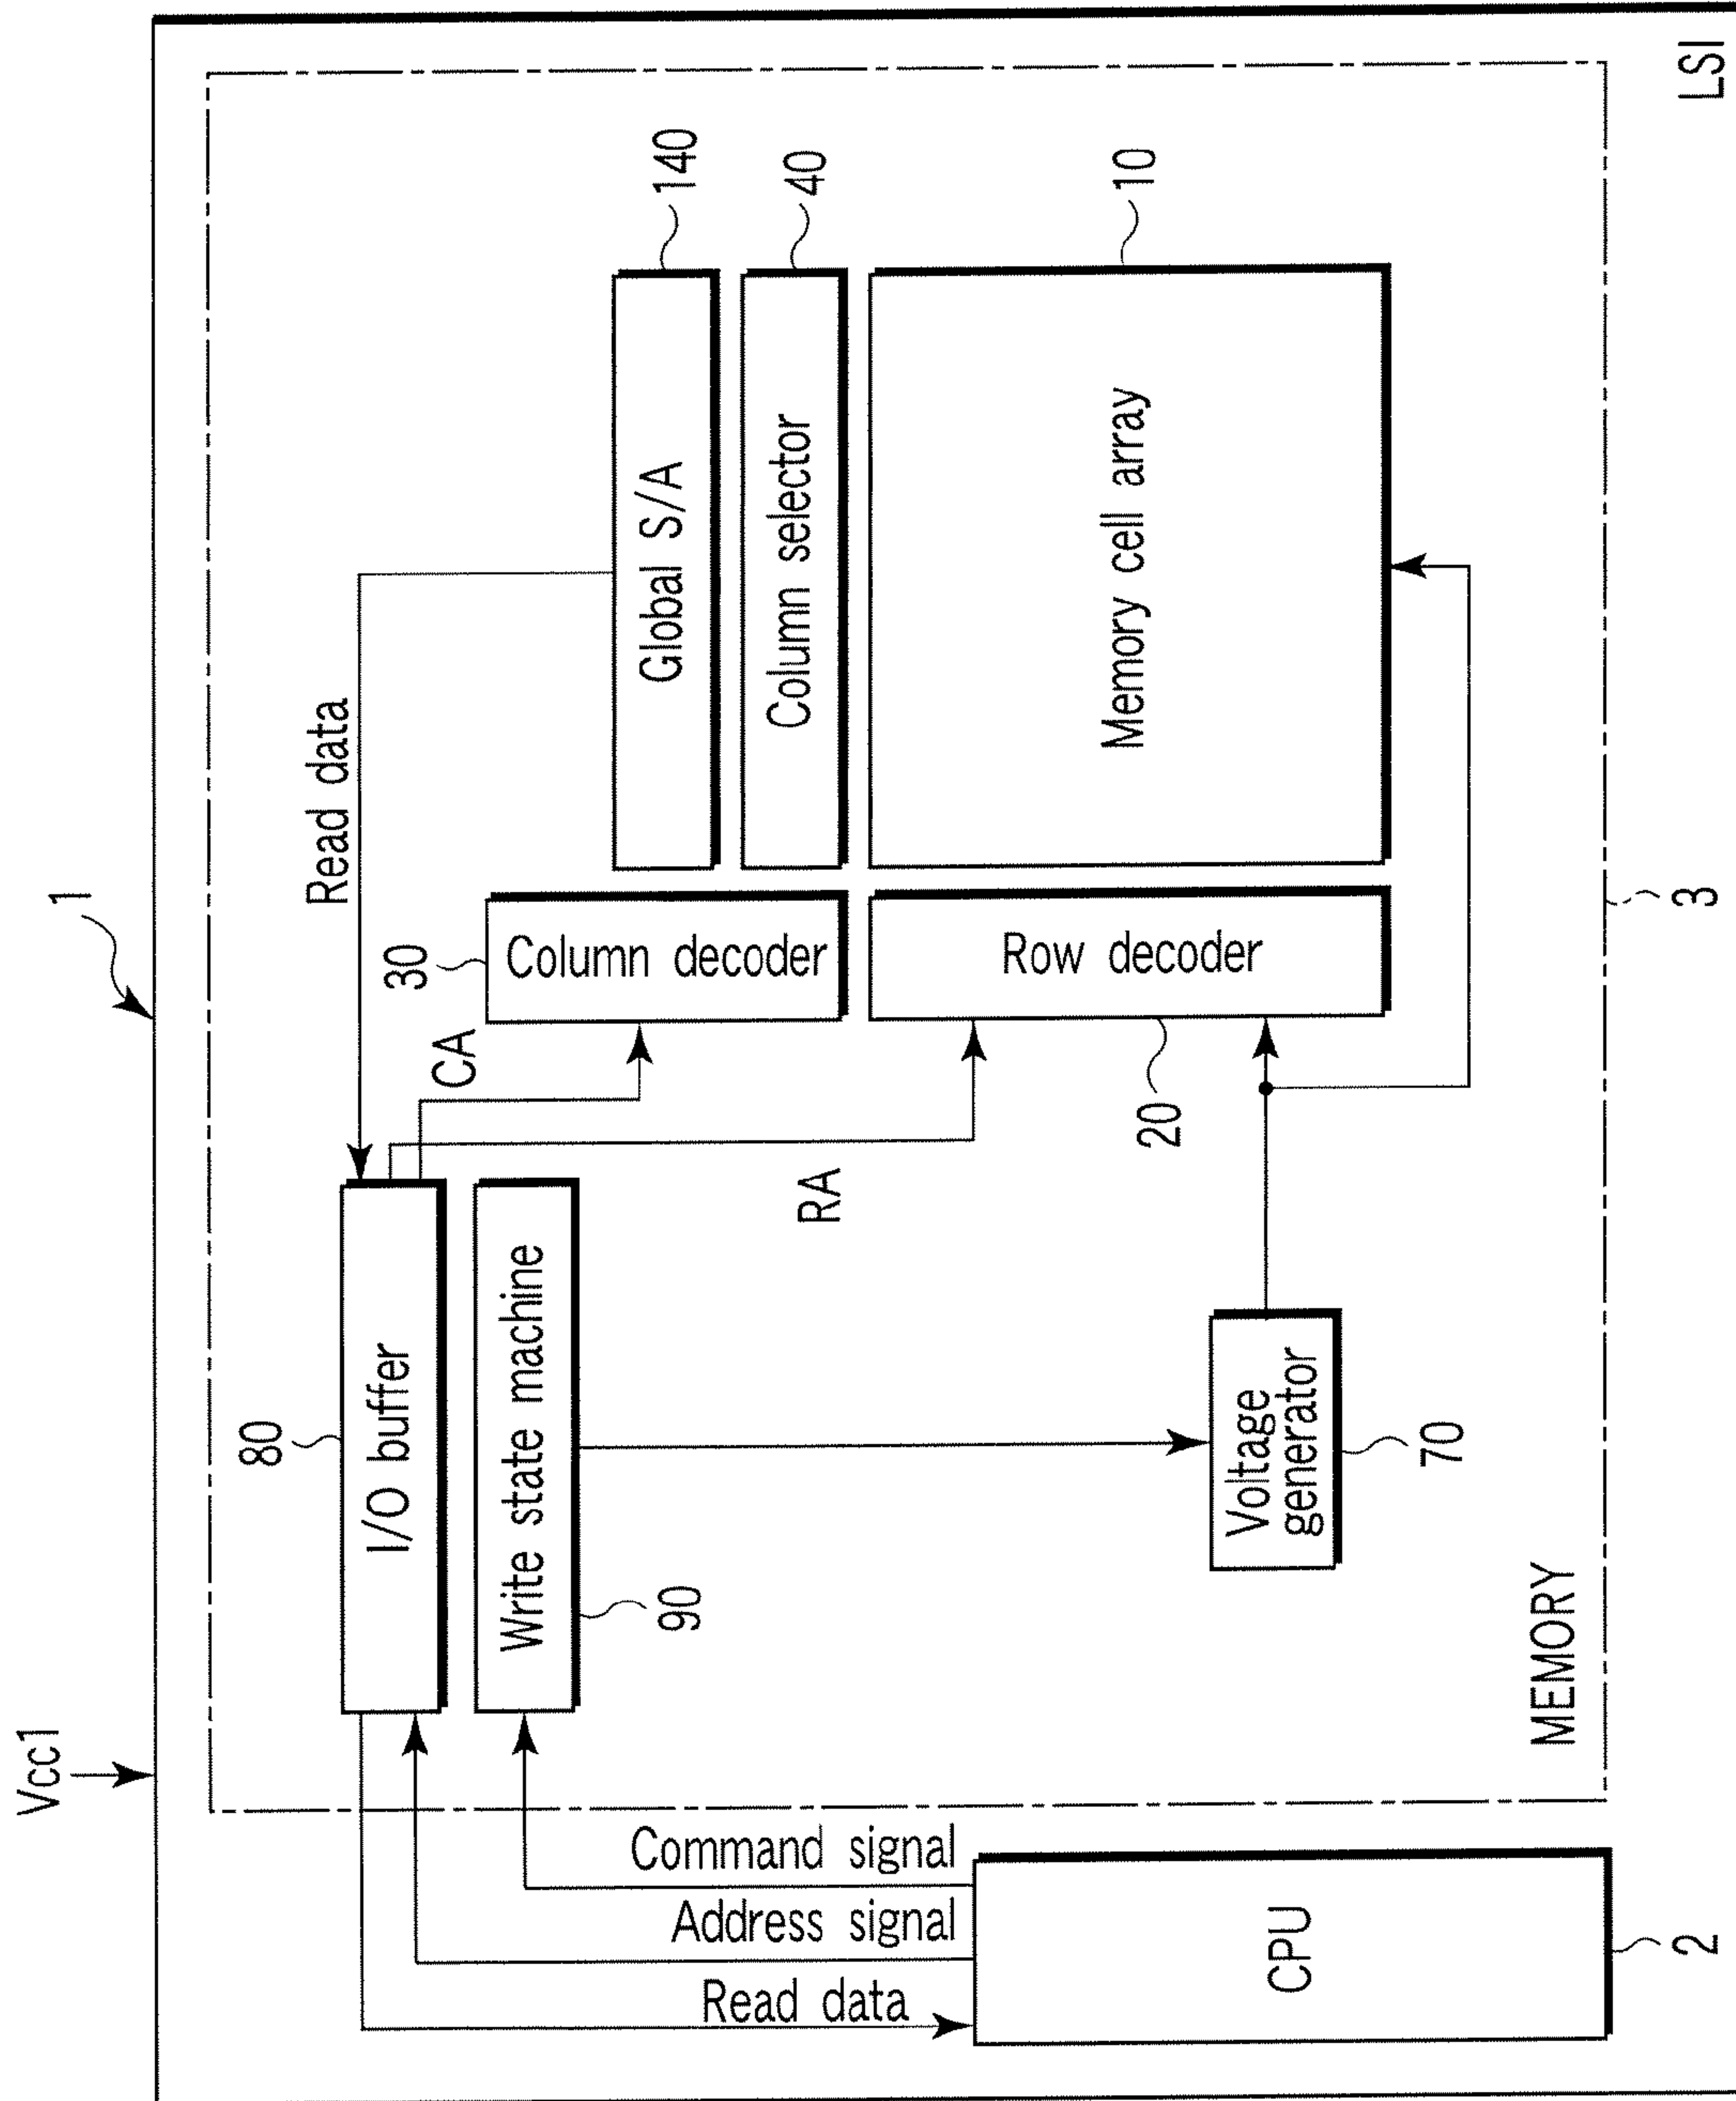 Vcc1
1
LSI
Read data
80
I/O buffer
CA
30
Column decoder
Global S/A
140
Write state machine
90
RA
Column selector
40
Command signal
Address signal
Read data
Row decoder
20
Memory cell array
10
CPU
2
Voltage
generator
70
MEMORY
3